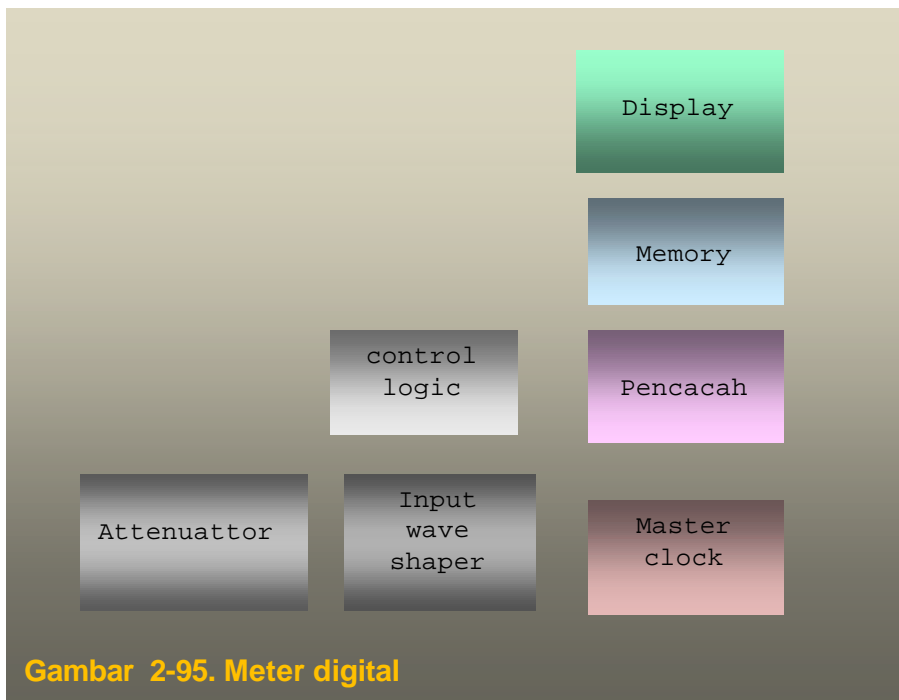 Display
Memory
control
logic
Pencacah
Attenuattor
Input
wave
shaper
Master
clock
Gambar 2-95. Meter digital